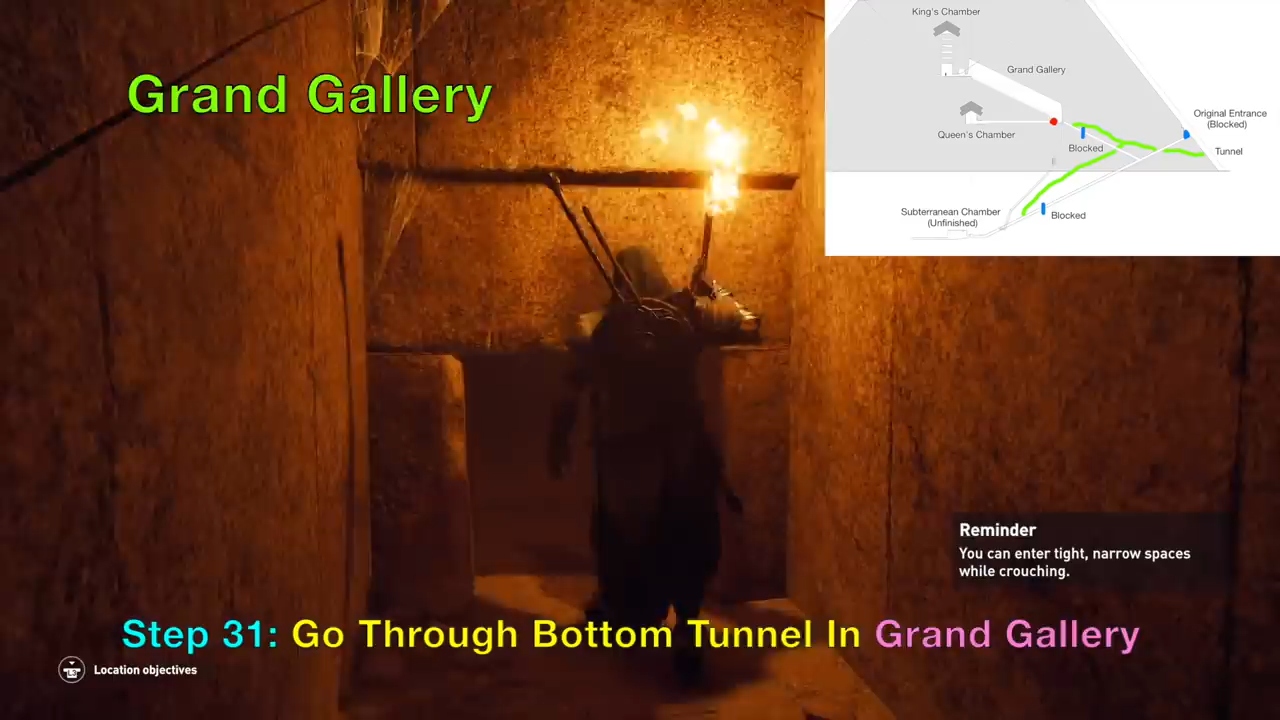 King's Chamber
Grand Gallery
Grand Gallery
Original Entrance
(Blocked)
Queen's Chamber
Blocked
Tunnel
Subterranean Chamber
(Unfinished)
Blocked
Reminder
You can enter tight, narrow spaces
while crouching.
Step 31: Go Through Bottom Tunnel In Grand Gallery
Location objectives